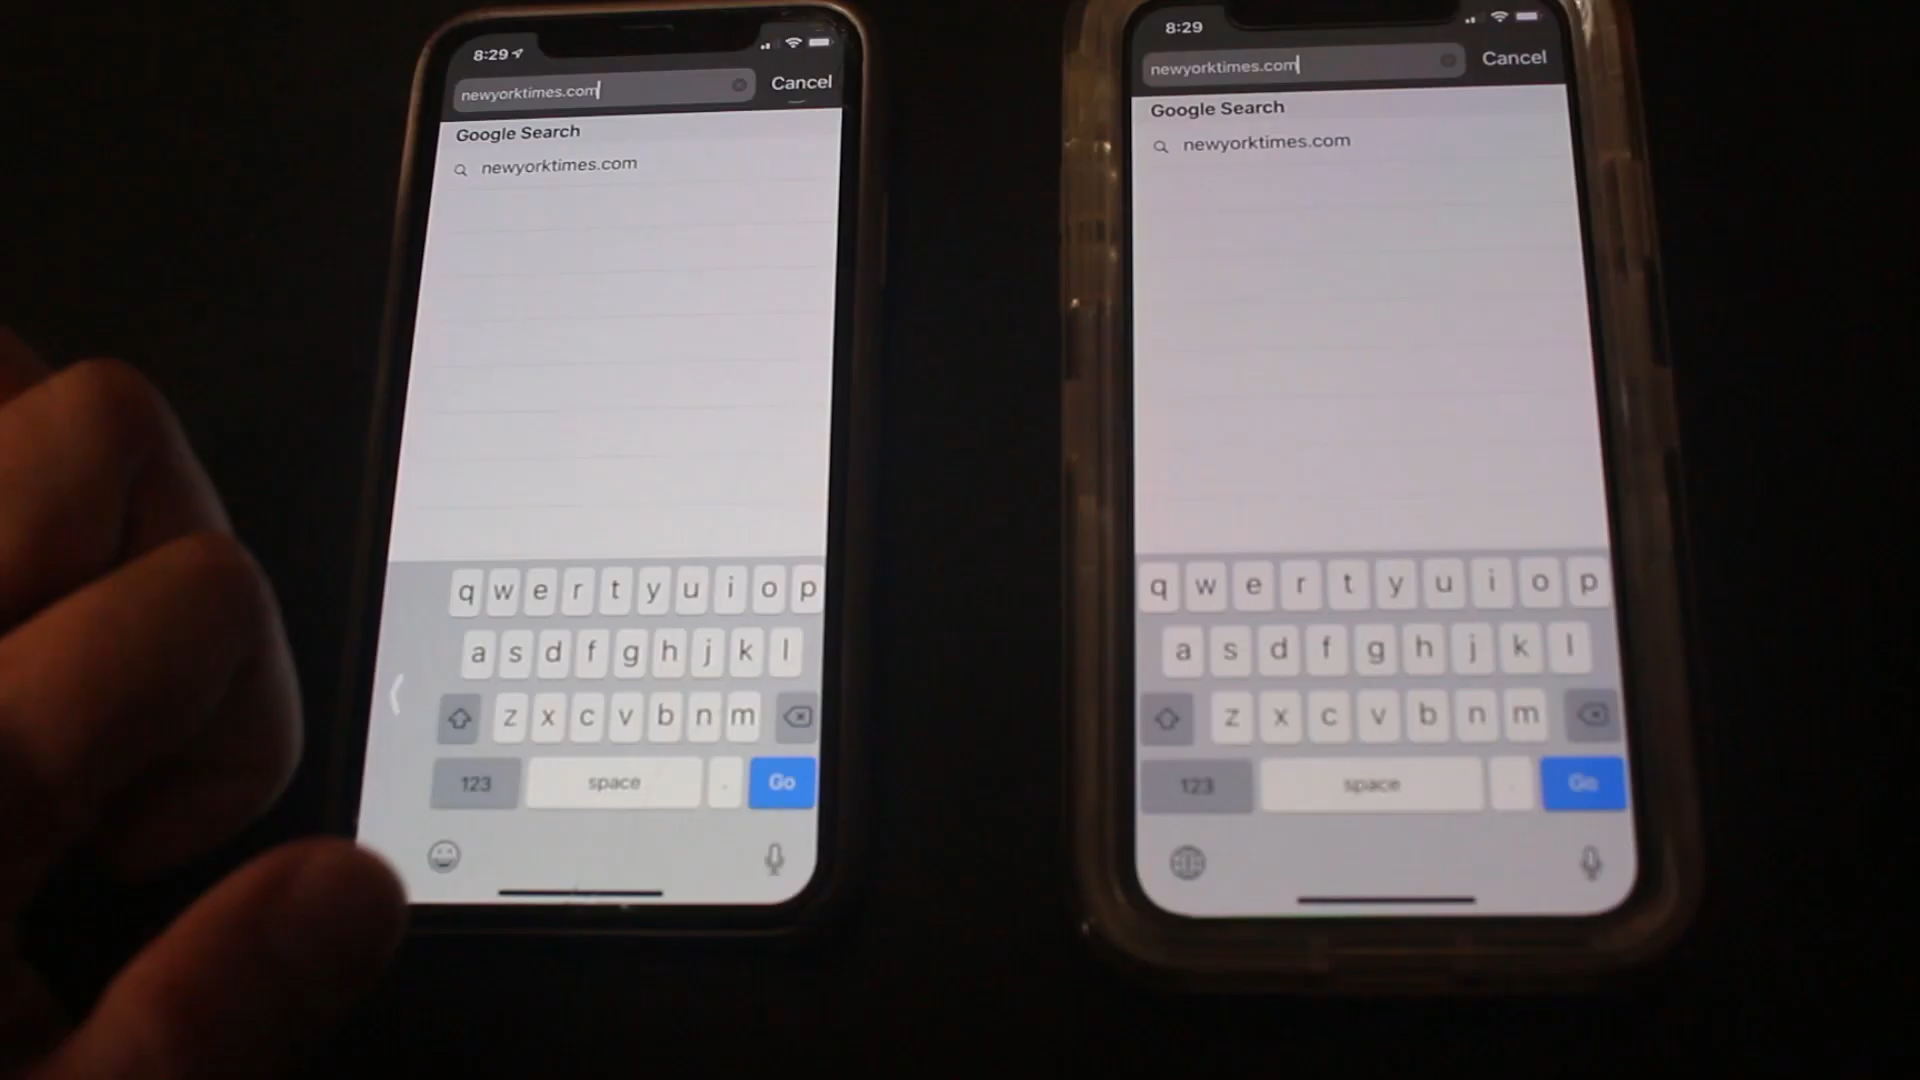 8:29
newyorktimes.com
Cancel
Google Search
newyorktimes.com
q w e r t y u i o p
a s d f g h j k l
z x c v b n m
123 space . Go
8:29
newyorktimes.com
Cancel
Google Search
newyorktimes.com
q w e r t y u i o p
a s d f g h j k l
z x c v b n m
123 space . Go